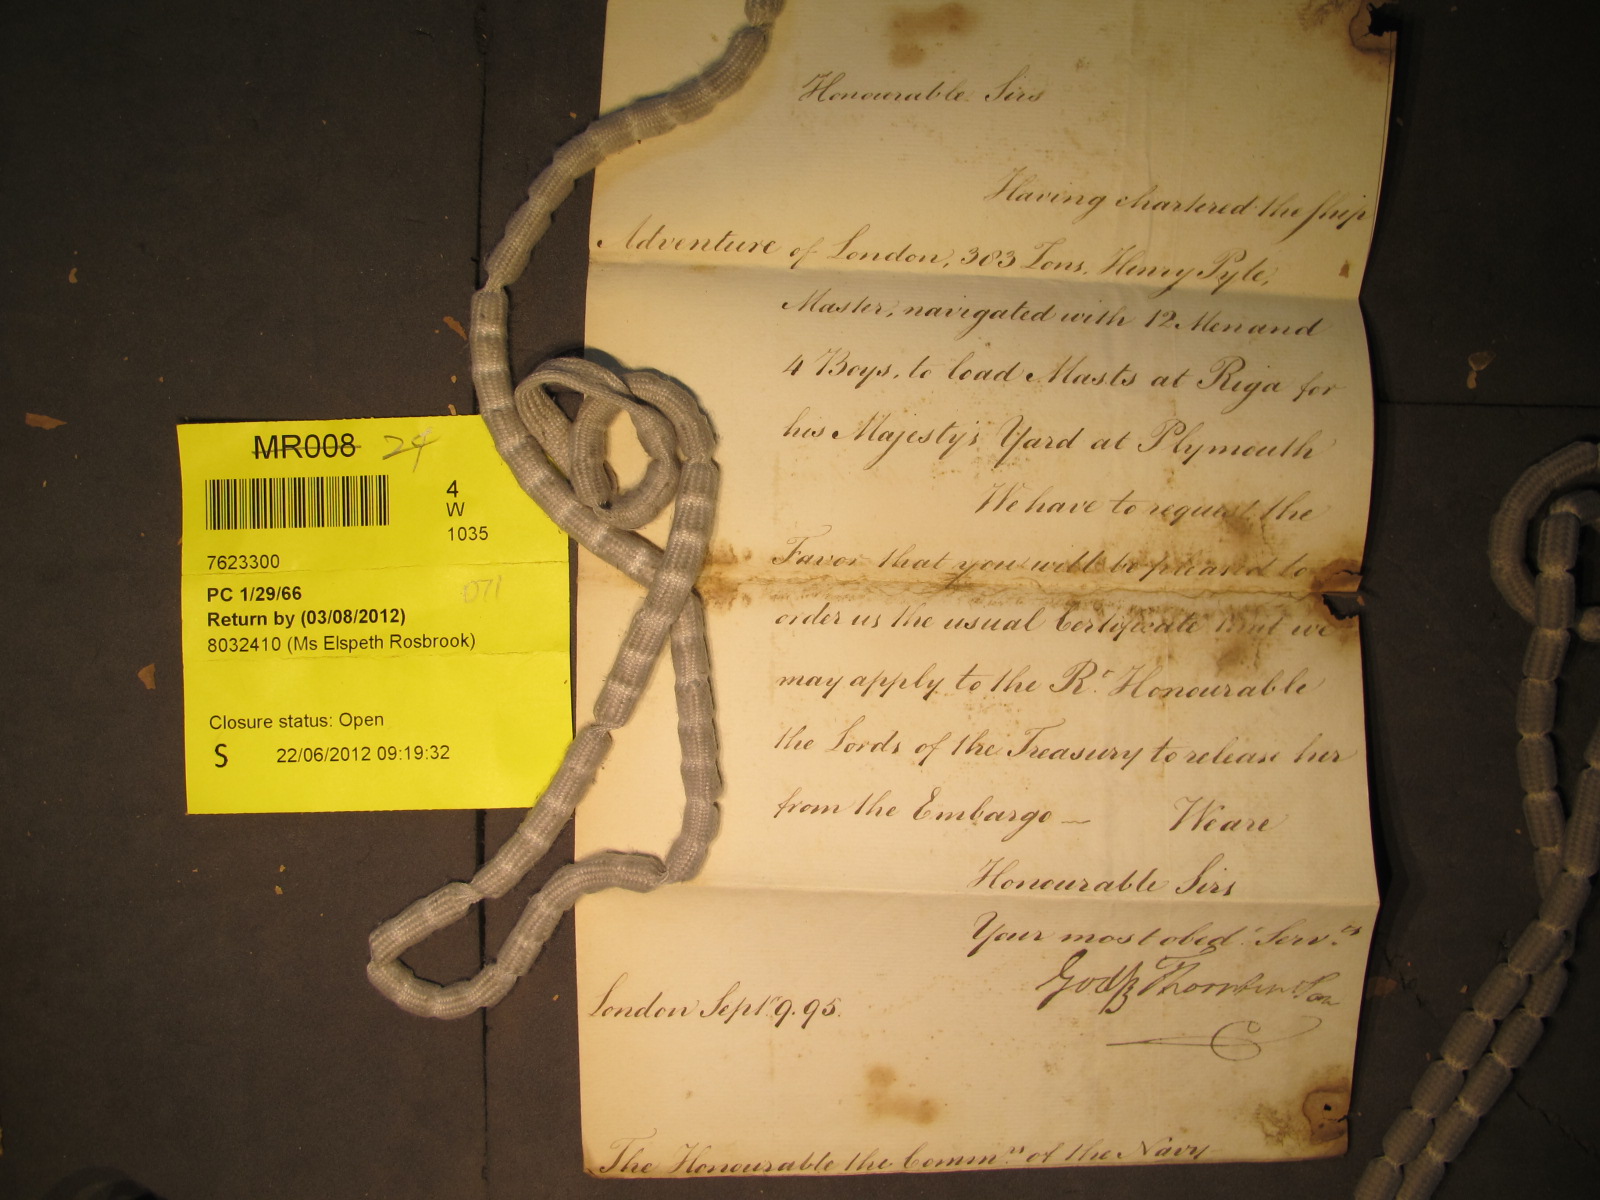 Honourable Sirs
Having chartered the ship
Adventure of London, 303 Tons, Henry Pyle,
Master, navigated with 12 Men and
4 Boys, to load Masts at Riga for
his Majesty's Yard at Plymouth
We have to request the
Favor that you will be pleased to
order us the usual Certificate that we
may apply to the Rt. Honourable
the Lords of the Treasury to release her
from the Embargo — We are
Honourable Sirs
Your most obed. Servts
Godfy Thornton & Son
London Sept. 9. 95.
The Honourable the Commrs of the Navy
MR008 24
4
W
1035
7623300
PC 1/29/66 071
Return by (03/08/2012)
8032410 (Ms Elspeth Rosbrook)
Closure status: Open
S 22/06/2012 09:19:32